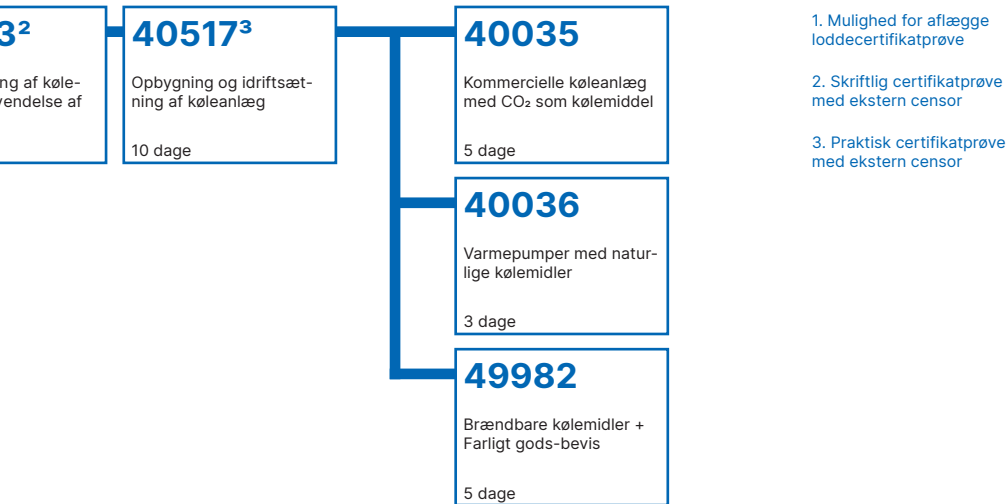 3²
ng af køle-
vendelse af
40517³
Opbygning og idriftsæt-
ning af køleanlæg
10 dage
40035
Kommercielle køleanlæg
med CO₂ som kølemiddel
5 dage
40036
Varmepumper med natur-
lige kølemidler
3 dage
49982
Brændbare kølemidler +
Farligt gods-bevis
5 dage
1. Mulighed for aflægge
loddecertifikatprøve
2. Skriftlig certifikatprøve
med ekstern censor
3. Praktisk certifikatprøve
med ekstern censor